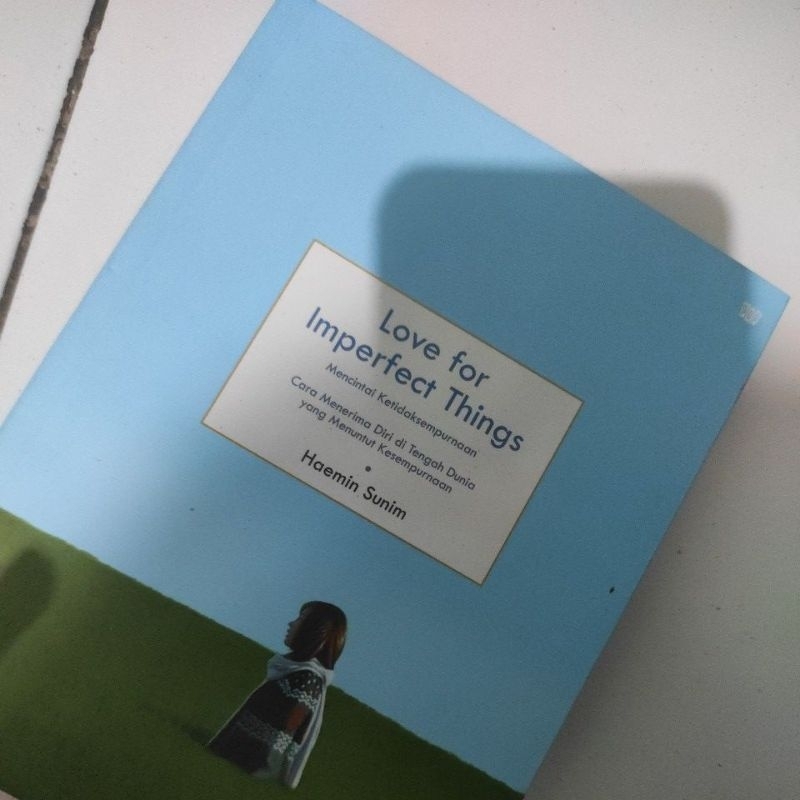 Love for
Imperfect Things
Mencintai Ketidaksempurnaan
Cara Menerima Diri di Tengah Dunia
yang Menuntut Kesempurnaan
Haemin Sunim